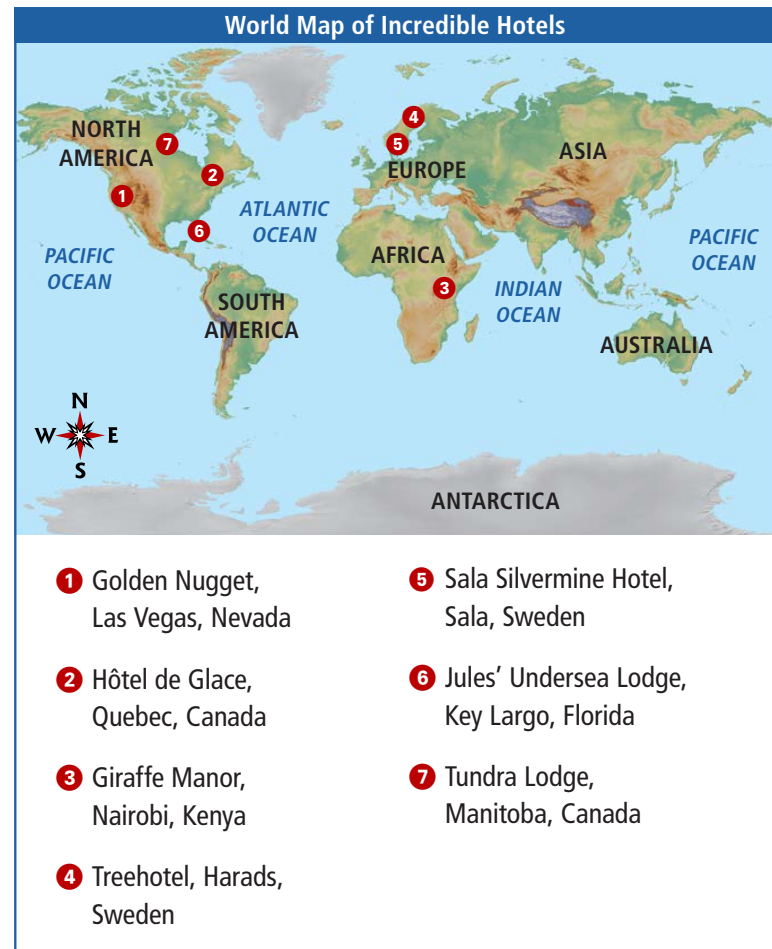 World Map of Incredible Hotels
NORTH
AMERICA
7
2
1
6
ATLANTIC
OCEAN
PACIFIC
OCEAN
SOUTH
AMERICA
4
5
EUROPE
ASIA
AFRICA
3
INDIAN
OCEAN
PACIFIC
OCEAN
AUSTRALIA
N
W E
S
ANTARCTICA
1 Golden Nugget,
Las Vegas, Nevada
2 Hôtel de Glace,
Quebec, Canada
3 Giraffe Manor,
Nairobi, Kenya
4 Treehotel, Harads,
Sweden
5 Sala Silvermine Hotel,
Sala, Sweden
6 Jules’ Undersea Lodge,
Key Largo, Florida
7 Tundra Lodge,
Manitoba, Canada